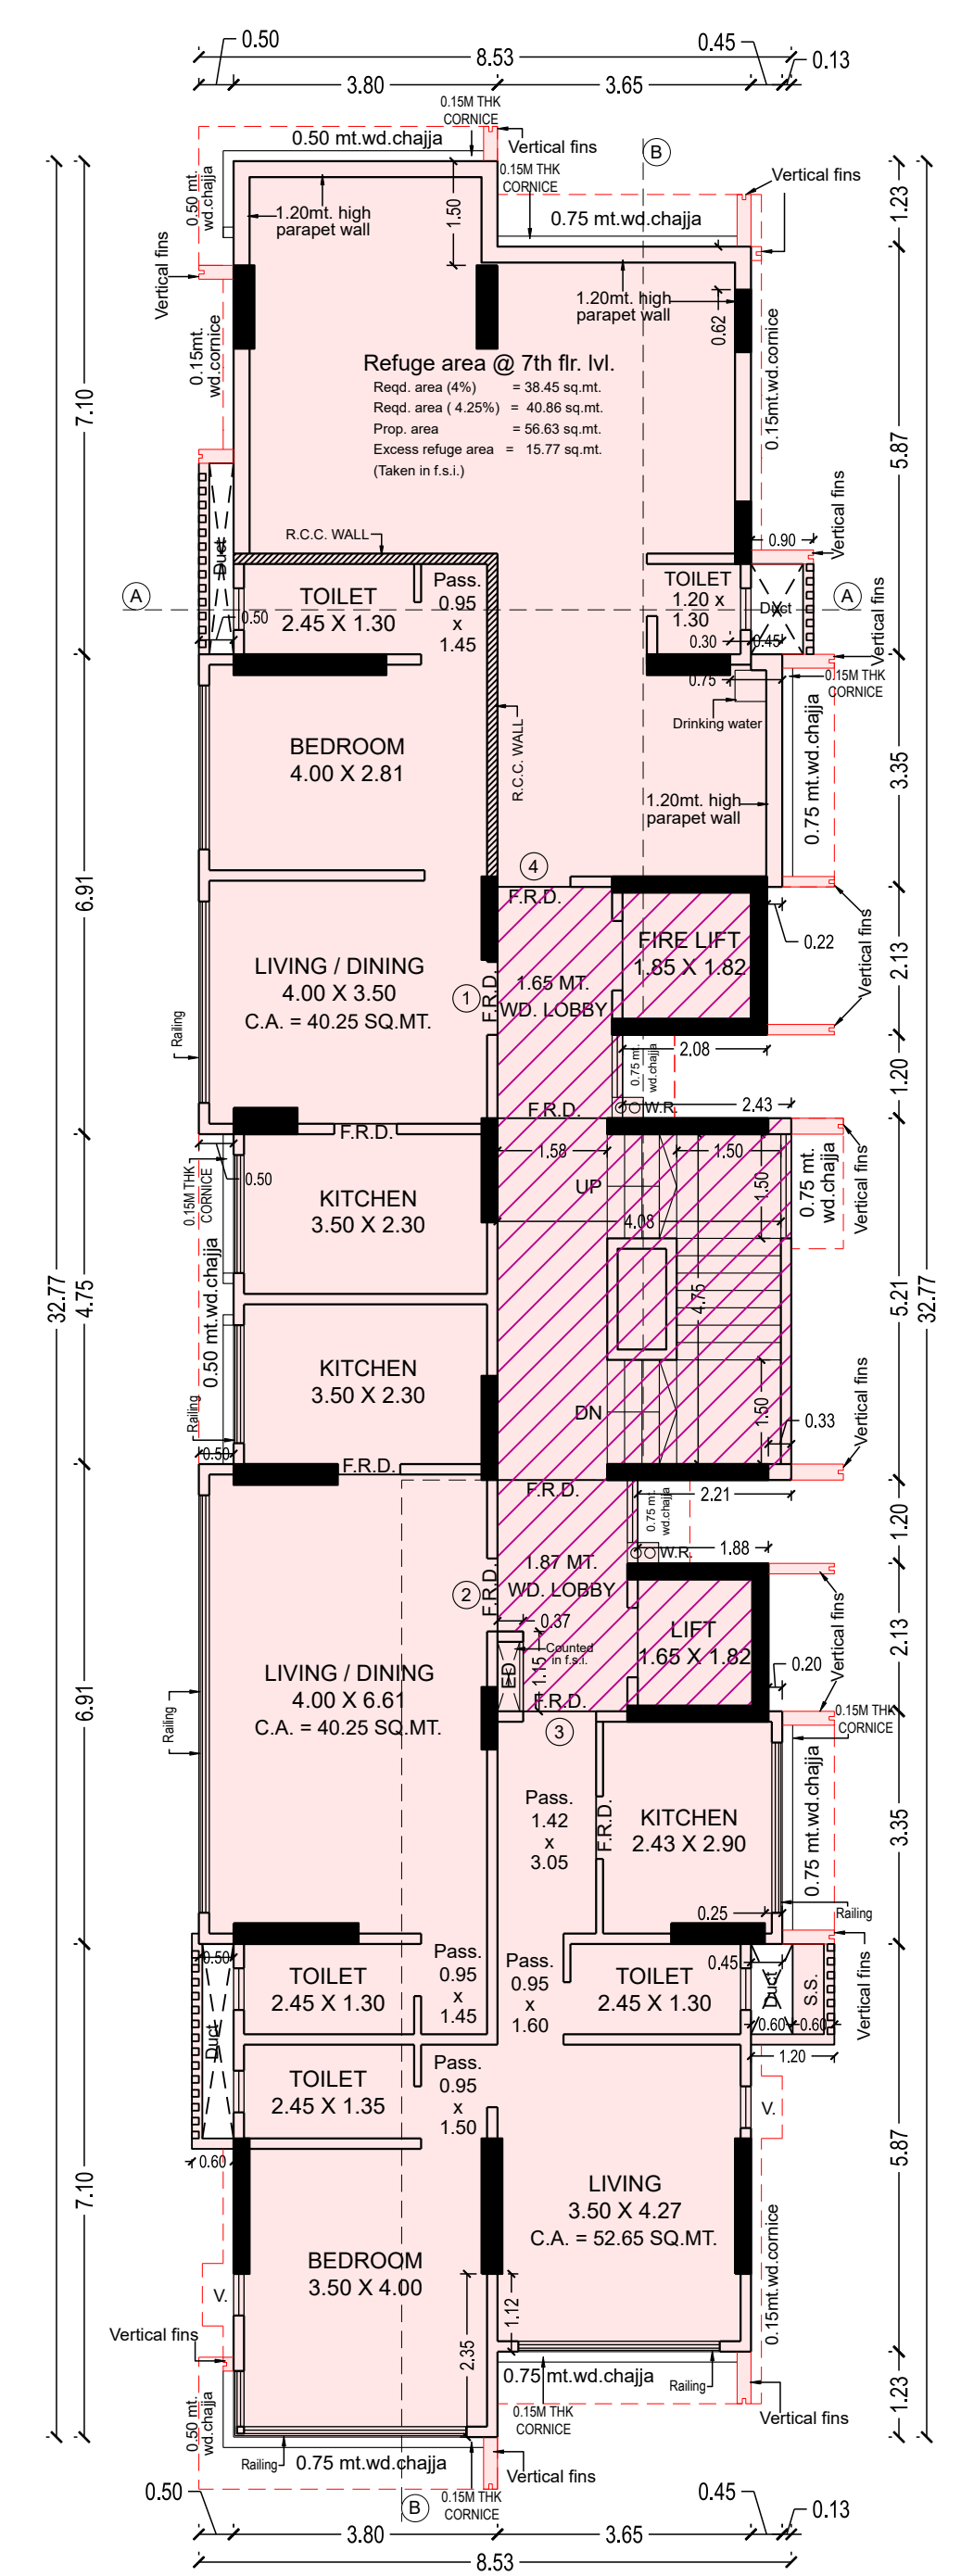 0.50
0.45
8.53
0.13
3.80
3.65
0.15M THK
CORNICE
0.50 mt.wd.chajja
Vertical fins
B
0.15M THK
CORNICE
Vertical fins
0.50 mt.
wd.chajja
1.20mt. high
parapet wall
1.50
0.75 mt.wd.chajja
1.23
Vertical fins
1.20mt. high
parapet wall
0.62
0.15mt.
wd.cornice
0.15mt.wd.cornice
Refuge area @ 7th flr. lvl.
Reqd. area (4%) = 38.45 sq.mt.
Reqd. area ( 4.25%) = 40.86 sq.mt.
Prop. area = 56.63 sq.mt.
Excess refuge area = 15.77 sq.mt.
(Taken in f.s.i.)
7.10
5.87
Vertical fins
R.C.C. WALL
0.90
Duct
TOILET
2.45 X 1.30
Pass.
0.95
x
1.45
TOILET
1.20 x
1.30
Duct
A
A
0.50
0.30
0.45
Vertical fins
0.75
0.15M THK
CORNICE
Drinking water
BEDROOM
4.00 X 2.81
R.C.C. WALL
0.75 mt.wd.chajja
3.35
1.20mt. high
parapet wall
4
F.R.D.
6.91
FIRE LIFT
1.85 X 1.82
0.22
Vertical fins
2.13
LIVING / DINING
4.00 X 3.50
C.A. = 40.25 SQ.MT.
1
F.R.D.
1.65 MT.
WD. LOBBY
Railing
2.08
0.75 mt.
wd.chajja
1.20
F.R.D.
W.R.
2.43
F.R.D.
1.58
1.50
0.15M THK
CORNICE
0.50
UP
1.50
0.75 mt.
wd.chajja
Vertical fins
KITCHEN
3.50 X 2.30
4.08
0.50 mt.wd.chajja
32.77
4.75
4.75
5.21
32.77
KITCHEN
3.50 X 2.30
Railing
DN
1.50
0.33
Vertical fins
0.50
F.R.D.
F.R.D.
2.21
0.75 mt.
wd.chajja
1.20
W.R.
1.88
1.87 MT.
WD. LOBBY
2
F.R.D.
0.37
LIFT
1.65 X 1.82
Vertical fins
2.13
Counted
in f.s.i.
1.15
ED
0.20
LIVING / DINING
4.00 X 6.61
C.A. = 40.25 SQ.MT.
F.R.D.
3
0.15M THK
CORNICE
Railing
6.91
Pass.
1.42
x
3.05
F.R.D.
KITCHEN
2.43 X 2.90
0.75 mt.wd.chajja
3.35
0.25
Railing
0.50
0.45
TOILET
2.45 X 1.30
Pass.
0.95
x
1.45
Pass.
0.95
x
1.60
TOILET
2.45 X 1.30
Duct
S.S.
Vertical fins
0.60
0.60
Duct
1.20
TOILET
2.45 X 1.35
Pass.
0.95
x
1.50
V.
0.60
7.10
5.87
LIVING
3.50 X 4.27
C.A. = 52.65 SQ.MT.
0.15mt.wd.cornice
BEDROOM
3.50 X 4.00
V.
1.12
Vertical fins
2.35
0.75 mt.wd.chajja
Railing
1.23
0.50 mt.
wd.chajja
0.15M THK
CORNICE
Vertical fins
Railing
0.75 mt.wd.chajja
Vertical fins
0.50
B
0.15M THK
CORNICE
0.45
0.13
3.80
3.65
8.53